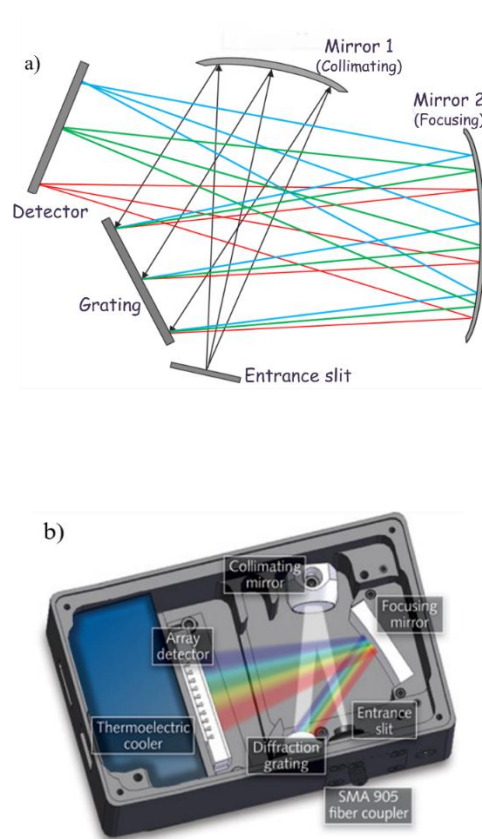 a)
Mirror 1
(Collimating)
Mirror 2
(Focusing)
Detector
Grating
Entrance slit
b)
Collimating
mirror
Focusing
mirror
Array
detector
Thermoelectric
cooler
Entrance
slit
Diffraction
grating
SMA 905
fiber coupler